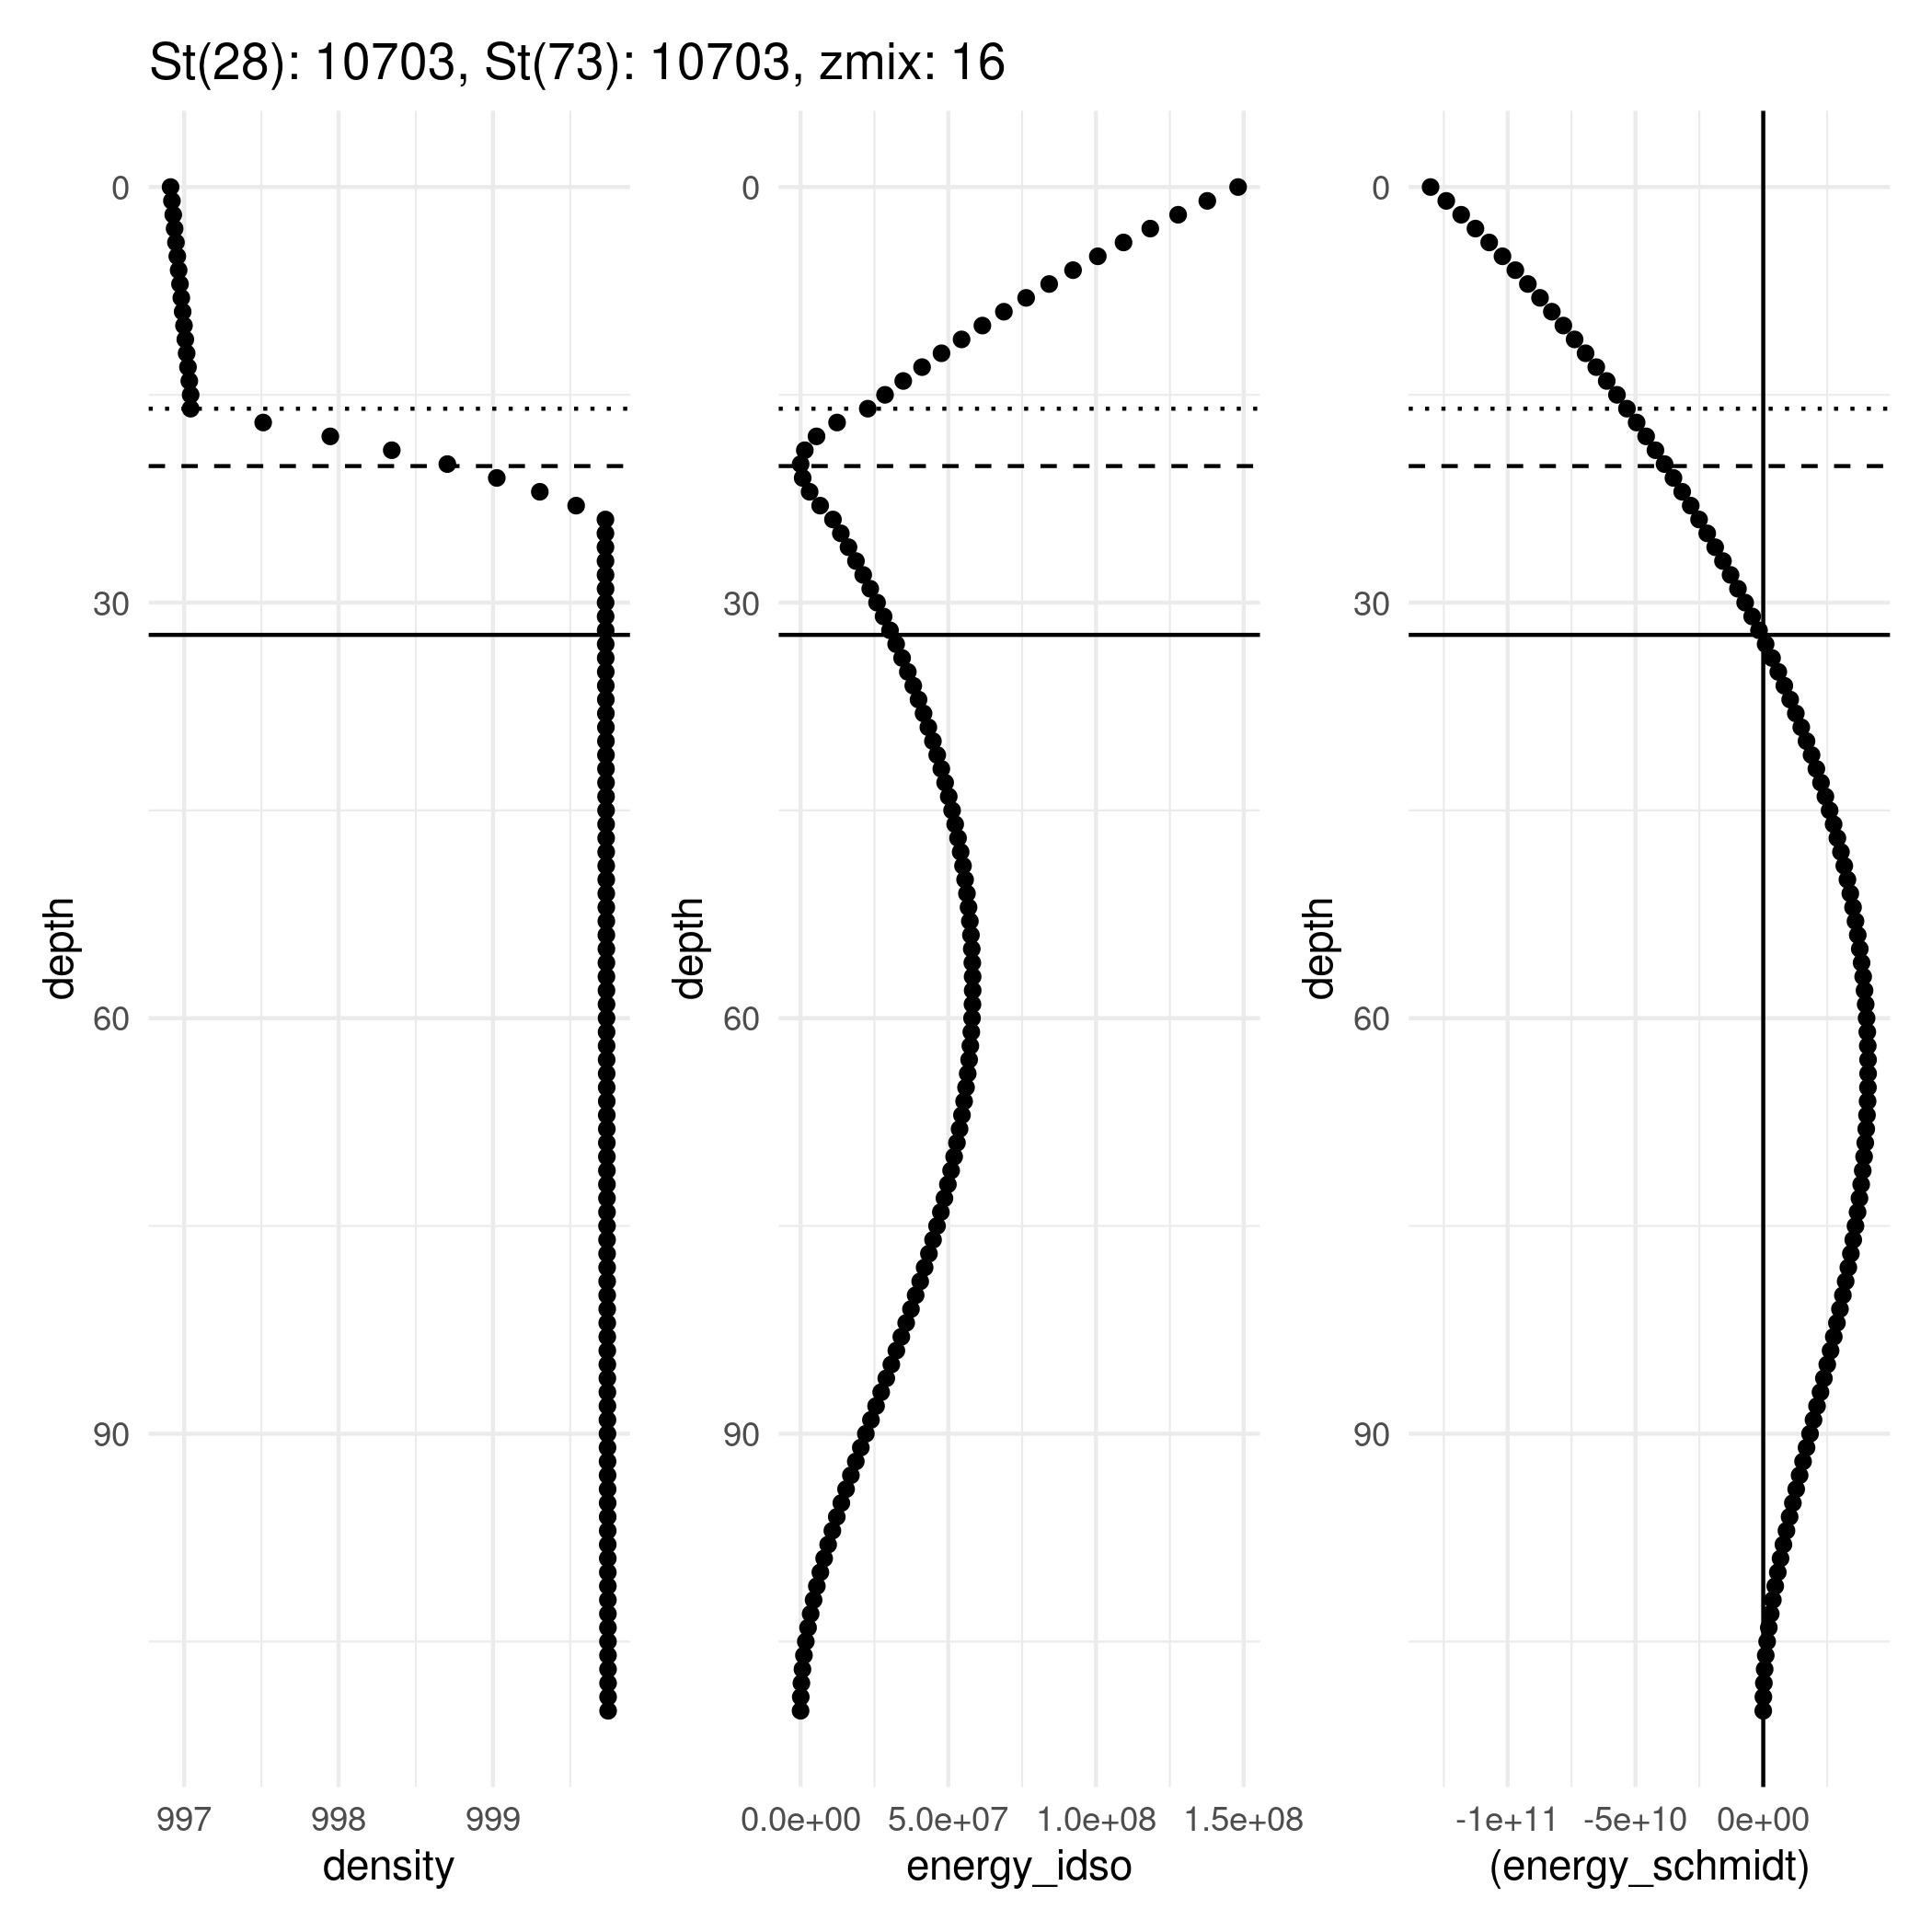 St(28): 10703, St(73): 10703, zmix: 16
0
30
60
90
depth
997 998 999
density
0
30
60
90
depth
0.0e+00 5.0e+07 1.0e+08 1.5e+08
energy_idso
0
30
60
90
depth
-1e+11 -5e+10 0e+00
(energy_schmidt)